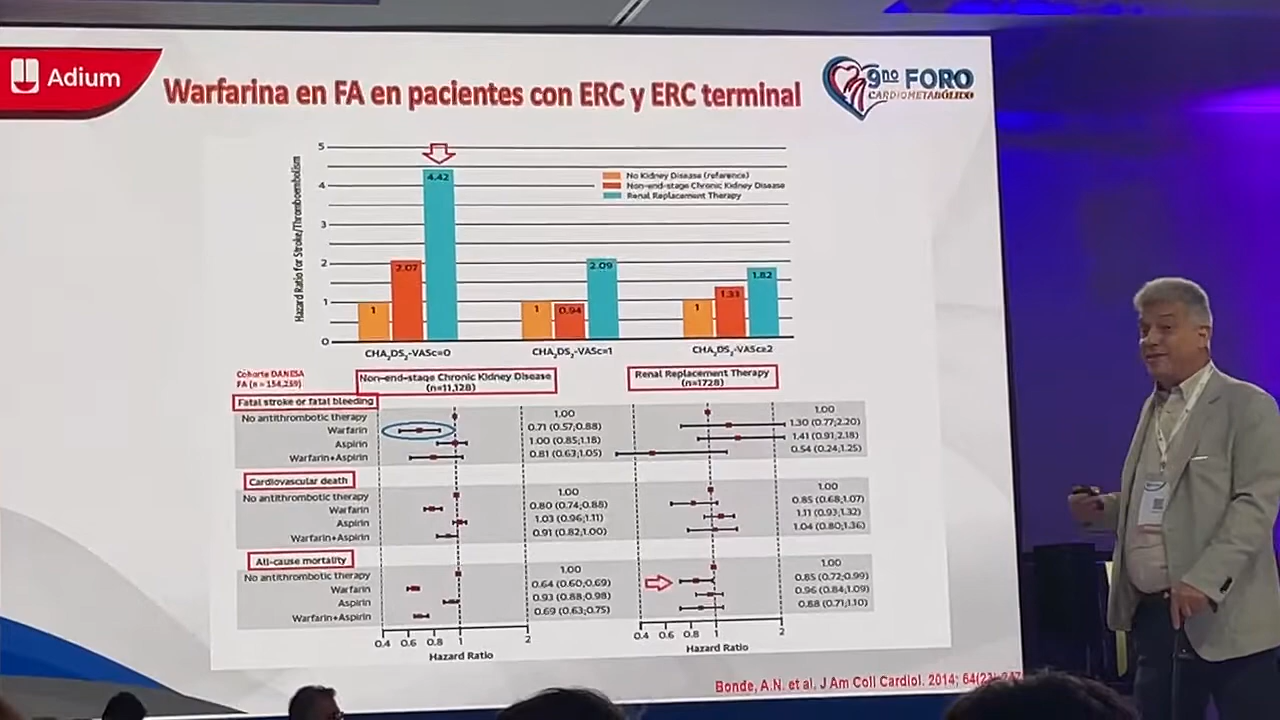 Adium
Warfarina en FA en pacientes con ERC y ERC terminal
9no FORO
CARDIOMETABÓLICO
Hazard Ratio for Stroke/Thromboembolism
5
4
3
2
1
0
No Kidney Disease (reference)
Non-end-stage Chronic Kidney Disease
Renal Replacement Therapy
1
2.07
4.42
1
0.94
2.09
1
1.31
1.82
CHA2DS2-VASc=0
CHA2DS2-VASc=1
CHA2DS2-VASc≥2
Cohorte DANESA
FA (n = 154,259)
Non-end-stage Chronic Kidney Disease
(n=11,128)
Renal Replacement Therapy
(n=1728)
Fatal stroke or fatal bleeding
No antithrombotic therapy 1.00 1.00
Warfarin 0.71 (0.57;0.88) 1.30 (0.77;2.20)
Aspirin 1.00 (0.85;1.18) 1.41 (0.91;2.18)
Warfarin+Aspirin 0.81 (0.63;1.05) 0.54 (0.24;1.25)
Cardiovascular death
No antithrombotic therapy 1.00 1.00
Warfarin 0.80 (0.74;0.88) 0.85 (0.68;1.07)
Aspirin 1.03 (0.96;1.11) 1.11 (0.93;1.32)
Warfarin+Aspirin 0.91 (0.82;1.00) 1.04 (0.80;1.36)
All-cause mortality
No antithrombotic therapy 1.00 1.00
Warfarin 0.64 (0.60;0.69) 0.85 (0.72;0.99)
Aspirin 0.93 (0.88;0.98) 0.96 (0.84;1.09)
Warfarin+Aspirin 0.69 (0.63;0.75) 0.88 (0.71;1.10)
0.4 0.6 0.8 1 2
0.4 0.6 0.8 1 2
Hazard Ratio
Hazard Ratio
Bonde, A.N. et al, J Am Coll Cardiol. 2014; 64(23):